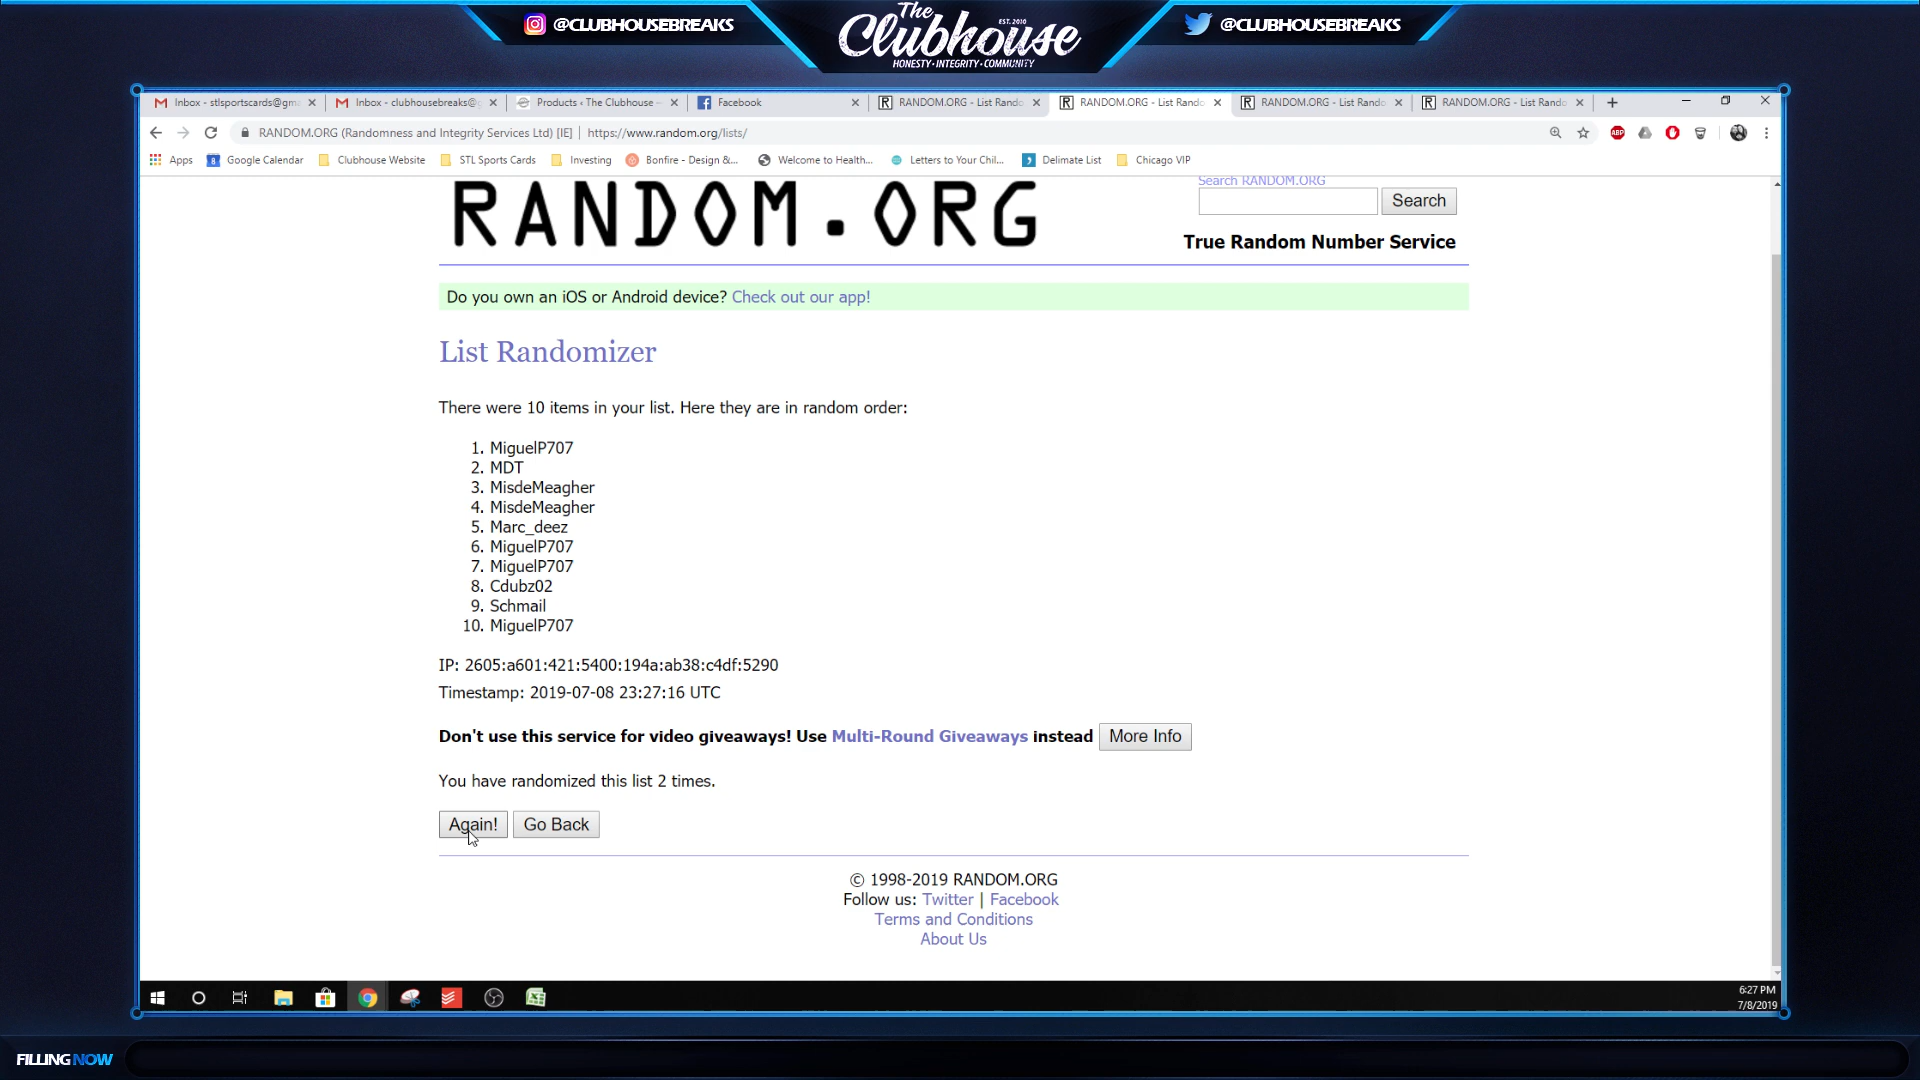 @CLUBHOUSEBREAKS
The
Clubhouse
EST. 2010
HONESTY•INTEGRITY•COMMUNITY
@CLUBHOUSEBREAKS
Inbox - stlsportscards@gm
Inbox - clubhousebreaks@g
Products ‹ The Clubhouse —
Facebook
RANDOM.ORG - List Rando
RANDOM.ORG - List Rando
RANDOM.ORG - List Rando
RANDOM.ORG - List Rando
RANDOM.ORG (Randomness and Integrity Services Ltd) [IE] | https://www.random.org/lists/
ABP
Apps
8 Google Calendar
Clubhouse Website
STL Sports Cards
Investing
Bonfire - Design &...
Welcome to Health...
Letters to Your Chil...
Delimate List
Chicago VIP
RANDOM.ORG
Search RANDOM.ORG
Search
True Random Number Service
Do you own an iOS or Android device? Check out our app!
List Randomizer
There were 10 items in your list. Here they are in random order:
1. MiguelP707
2. MDT
3. MisdeMeagher
4. MisdeMeagher
5. Marc_deez
6. MiguelP707
7. MiguelP707
8. Cdubz02
9. Schmail
10. MiguelP707
IP: 2605:a601:421:5400:194a:ab38:c4df:5290
Timestamp: 2019-07-08 23:27:16 UTC
Don't use this service for video giveaways! Use Multi-Round Giveaways instead More Info
You have randomized this list 2 times.
Again! Go Back
© 1998-2019 RANDOM.ORG
Follow us: Twitter | Facebook
Terms and Conditions
About Us
6:27 PM
7/8/2019
FILLING NOW